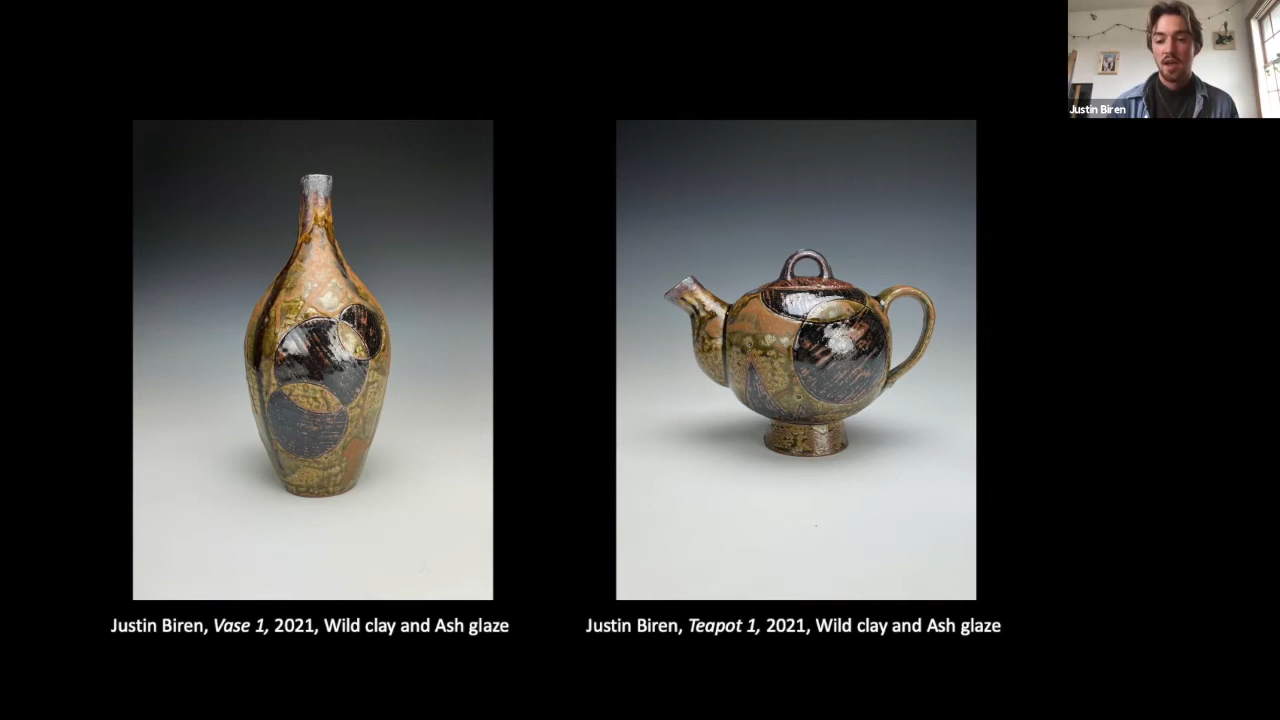 Justin Biren
Justin Biren, Vase 1, 2021, Wild clay and Ash glaze
Justin Biren, Teapot 1, 2021, Wild clay and Ash glaze